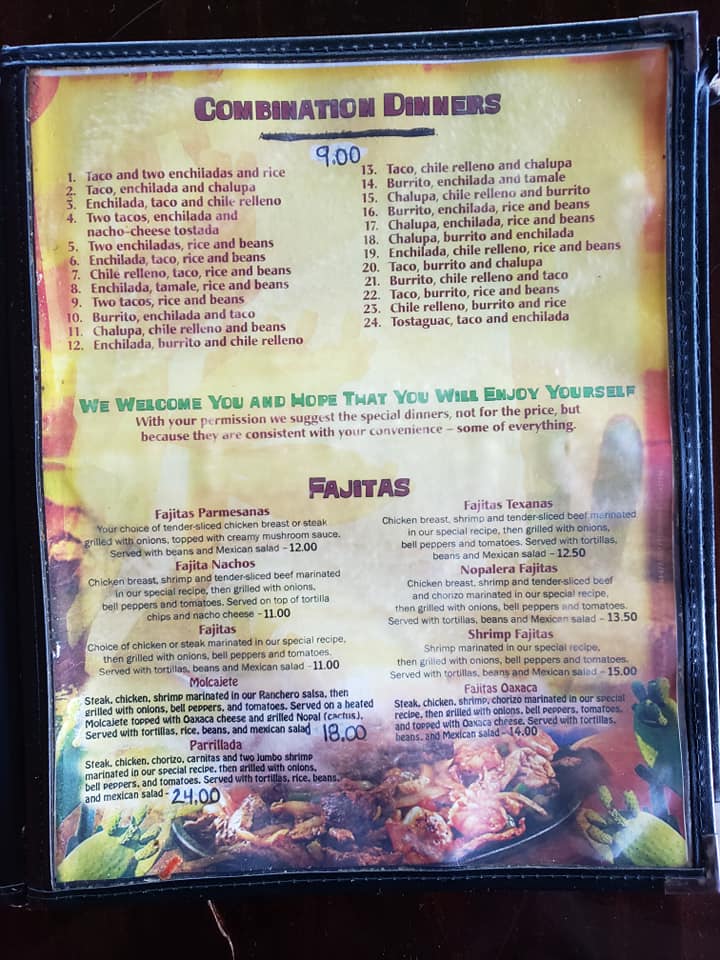 COMBINATION DINNERS
9.00
1. Taco and two enchiladas and rice
2. Taco, enchilada and chalupa
3. Enchilada, taco and chile relleno
4. Two tacos, enchilada and
nacho-cheese tostada
5. Two enchiladas, rice and beans
6. Enchilada, taco, rice and beans
7. Chile relleno, taco, rice and beans
8. Enchilada, tamale, rice and beans
9. Two tacos, rice and beans
10. Burrito, enchilada and taco
11. Chalupa, chile relleno and beans
12. Enchilada, burrito and chile relleno
13. Taco, chile relleno and chalupa
14. Burrito, enchilada and tamale
15. Chalupa, chile relleno and burrito
16. Burrito, enchilada, rice and beans
17. Chalupa, enchilada, rice and beans
18. Chalupa, burrito and enchilada
19. Enchilada, chile relleno, rice and beans
20. Taco, burrito and chalupa
21. Burrito, chile relleno and taco
22. Taco, burrito, rice and beans
23. Chile relleno, burrito and rice
24. Tostaguac, taco and enchilada
WE WELCOME YOU AND HOPE THAT YOU WILL ENJOY YOURSELF
With your permission we suggest the special dinners, not for the price, but
because they are consistent with your convenience – some of everything.
FAJITAS
Fajitas Parmesanas
Your choice of tender-sliced chicken breast or steak
grilled with onions, topped with creamy mushroom sauce.
Served with beans and Mexican salad – 12.00
Fajita Nachos
Chicken breast, shrimp and tender-sliced beef marinated
in our special recipe, then grilled with onions,
bell peppers and tomatoes. Served on top of tortilla
chips and nacho cheese – 11.00
Fajitas
Choice of chicken or steak marinated in our special recipe,
then grilled with onions, bell peppers and tomatoes.
Served with tortillas, beans and Mexican salad – 11.00
Molcajete
Steak, chicken, shrimp marinated in our Ranchero salsa, then
grilled with onions, bell peppers, and tomatoes. Served on a heated
Molcajete topped with Oaxaca cheese and grilled Nopal (cactus).
Served with tortillas, rice, beans, and mexican salad 18.00
Parrillada
Steak, chicken, chorizo, carnitas and two jumbo shrimp
marinated in our special recipe, then grilled with onions,
bell peppers, and tomatoes. Served with tortillas, rice, beans,
and mexican salad – 24.00
Fajitas Texanas
Chicken breast, shrimp and tender-sliced beef marinated
in our special recipe, then grilled with onions,
bell peppers and tomatoes. Served with tortillas,
beans and Mexican salad – 12.50
Nopalera Fajitas
Chicken breast, shrimp and tender-sliced beef
and chorizo marinated in our special recipe,
then grilled with onions, bell peppers and tomatoes.
Served with tortillas, beans and Mexican salad – 13.50
Shrimp Fajitas
Shrimp marinated in our special recipe,
then grilled with onions, bell peppers and tomatoes.
Served with tortillas, beans and Mexican salad – 15.00
Fajitas Oaxaca
Steak, chicken, shrimp, chorizo marinated in our special
recipe, then grilled with onions, bell peppers, tomatoes,
and topped with Oaxaca cheese. Served with tortillas,
beans, and Mexican Salad – 14.00